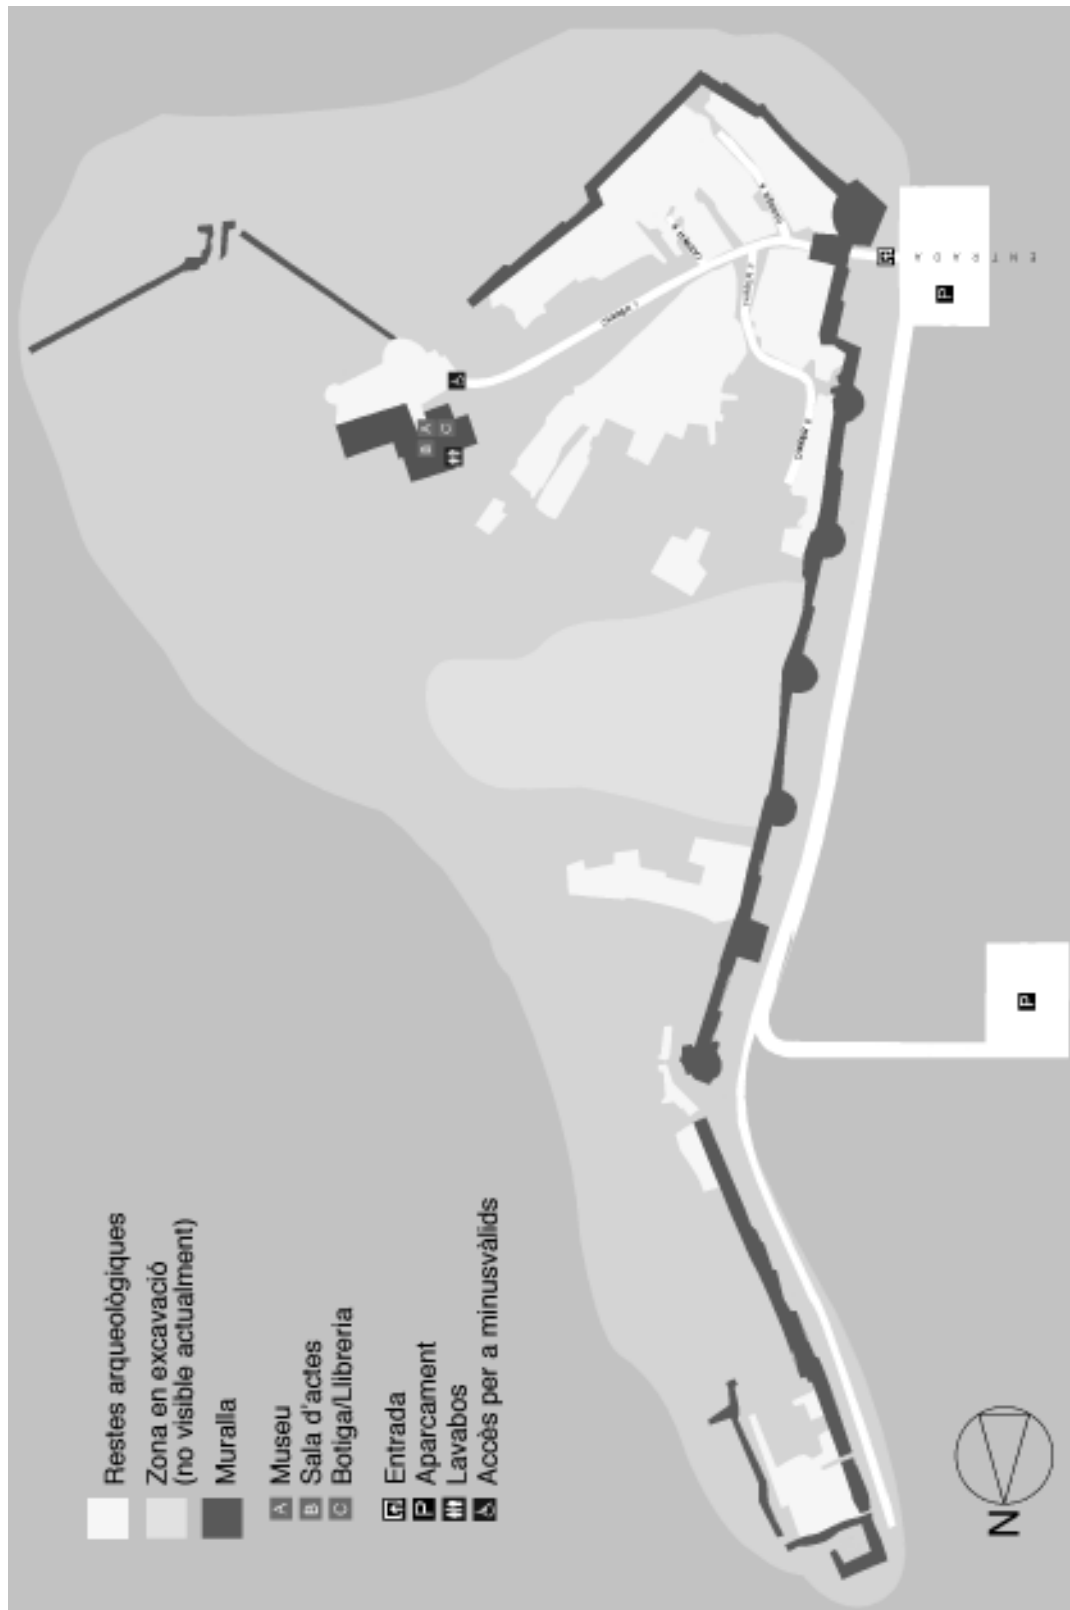 Restes arqueològiques
Zona en excavació
(no visible actualment)
Muralla
A Museu
B Sala d'actes
C Botiga/Llibreria
Entrada
P Aparcament
Lavabos
Accès per a minusvàlids
A
B
C
ENTRADA
P
P
N